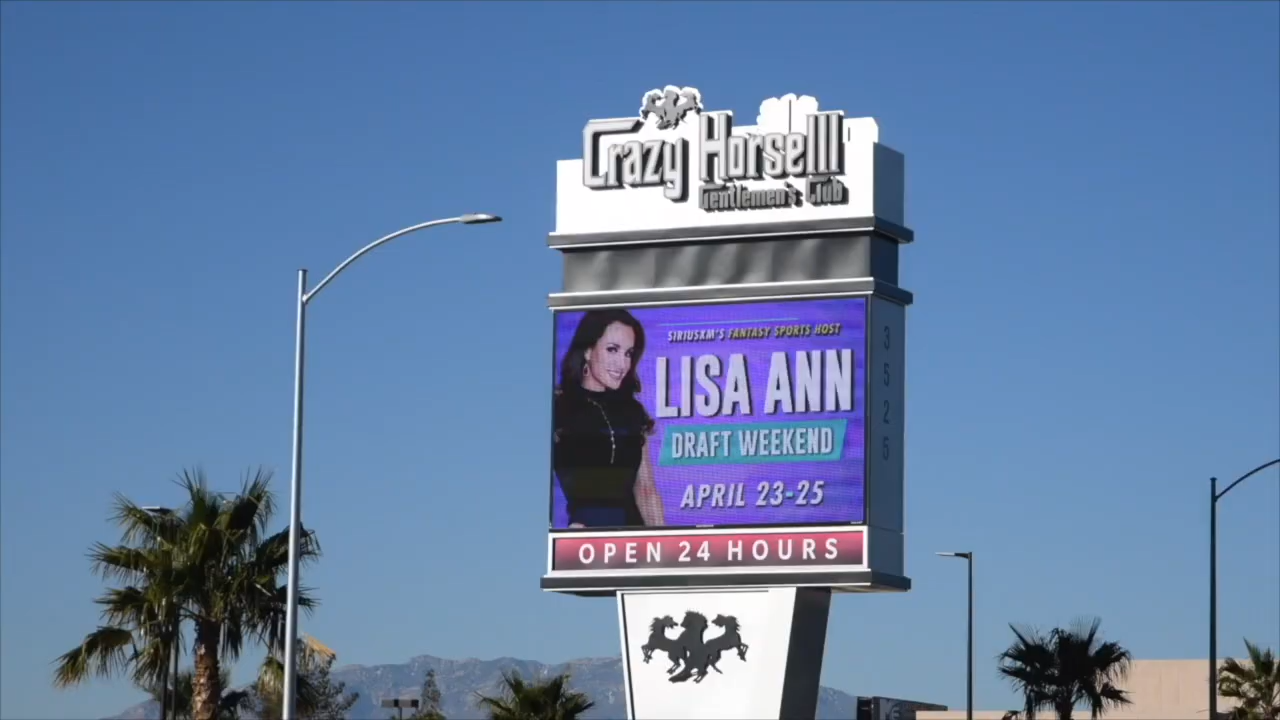 Crazy Horse III
Gentlemen's Club
SIRIUSXM'S FANTASY SPORTS HOST
LISA ANN
DRAFT WEEKEND
APRIL 23-25
OPEN 24 HOURS
3
5
2
5